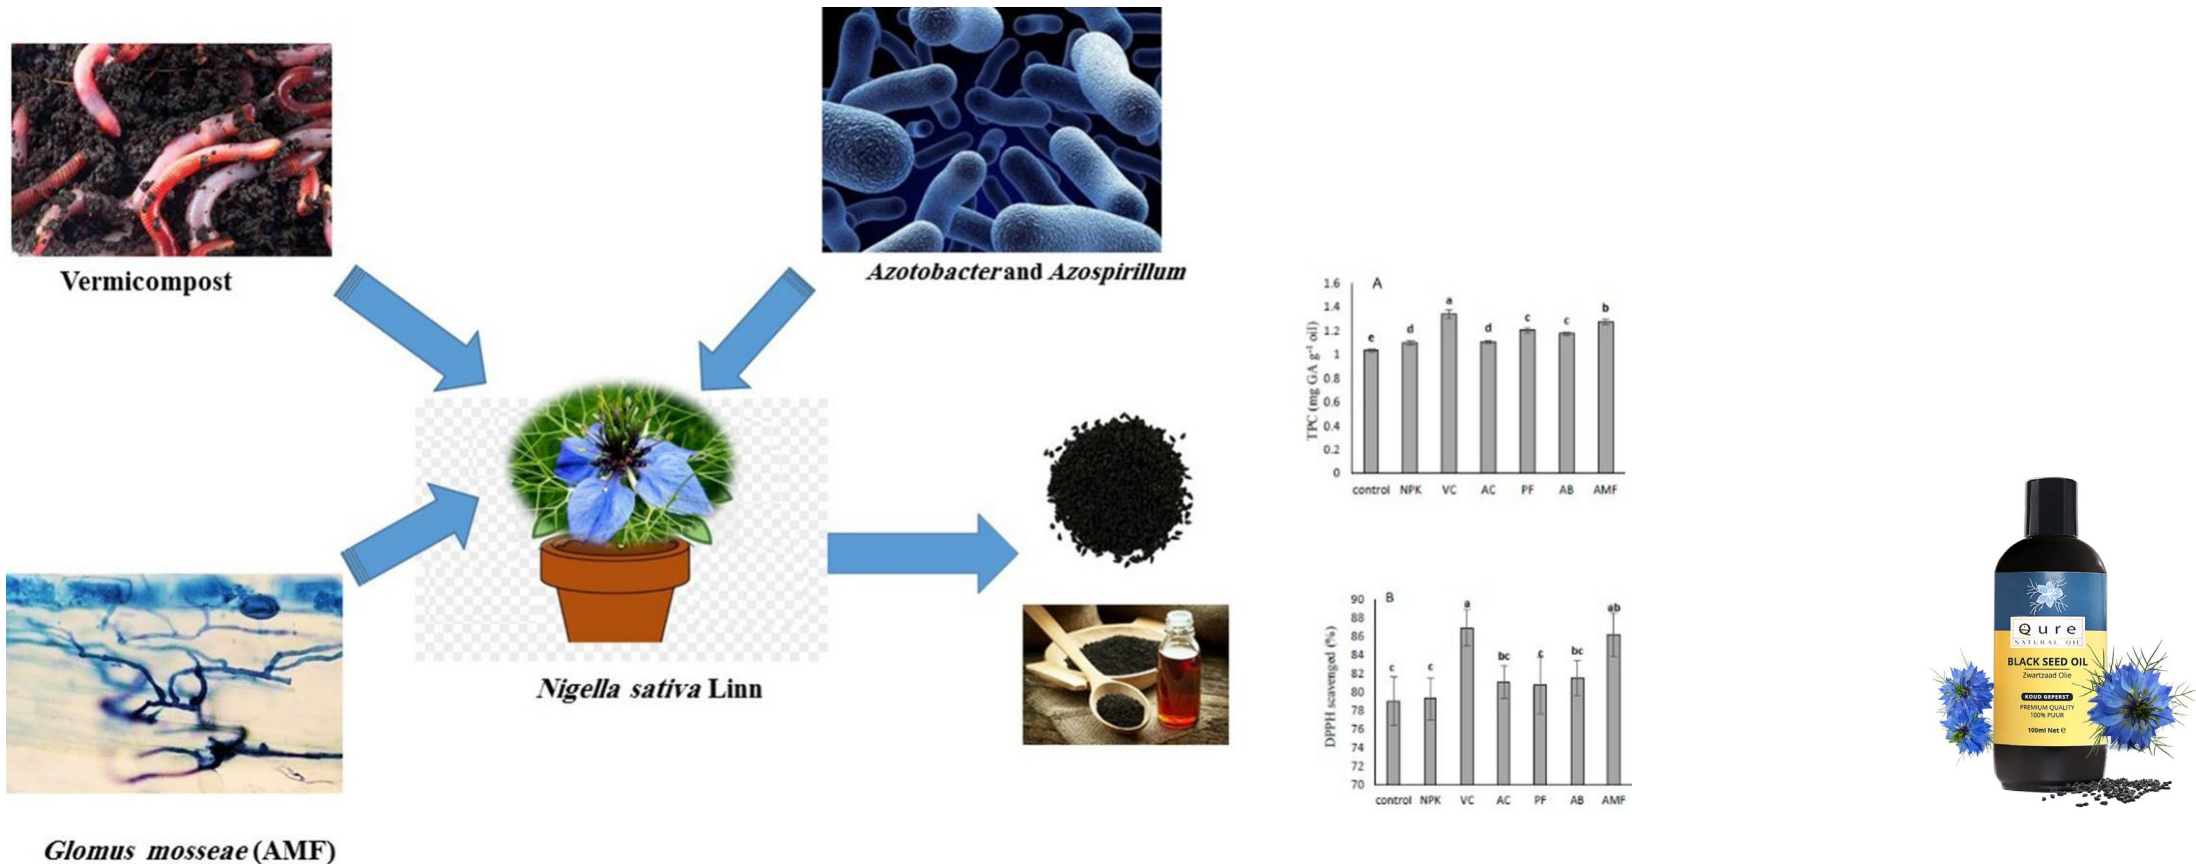 Vermicompost
Azotobacter and Azospirillum
Glomus mosseae (AMF)
Nigella sativa Linn
A
TPC (mg GA g⁻¹ oil)
1.6
1.4
1.2
1
0.8
0.6
0.4
0.2
0
e
d
a
d
c
c
b
control NPK VC AC PF AB AMF
B
DPPH scavenged (%)
90
88
86
84
82
80
78
76
74
72
70
c
c
a
bc
c
bc
ab
control NPK VC AC PF AB AMF
Qure
NATURAL OIL
BLACK SEED OIL
Zwartzaad Olie
KOUD GEPERST
PREMIUM QUALITY
100% PUUR
100ml Net ℮